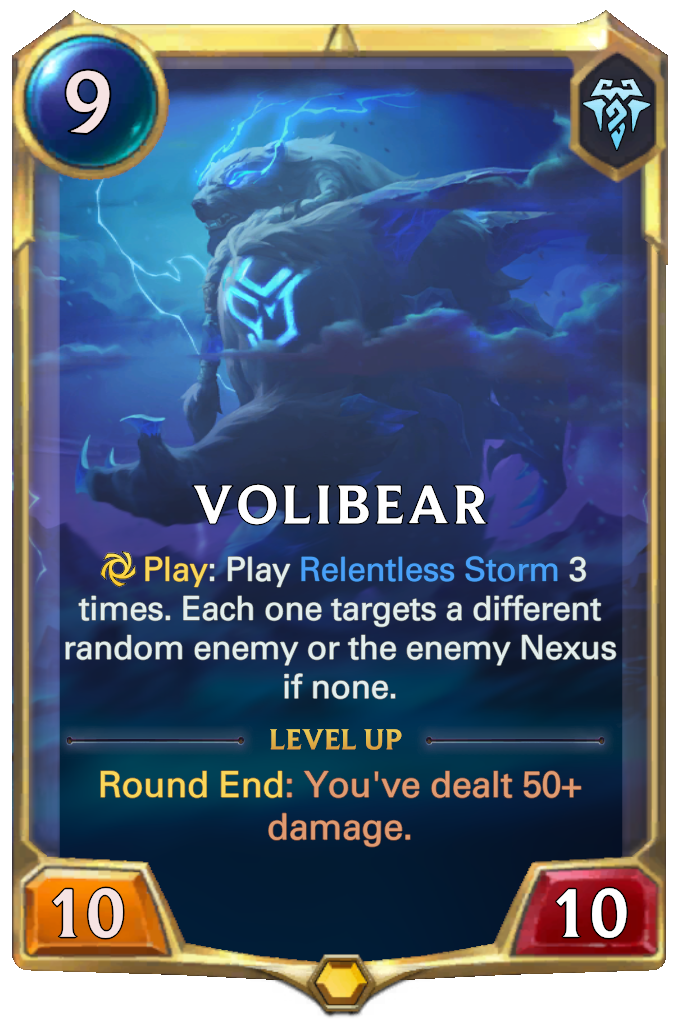 9
VOLIBEAR
Play: Play Relentless Storm 3
times. Each one targets a different
random enemy or the enemy Nexus
if none.
LEVEL UP
Round End: You've dealt 50+
damage.
10 10